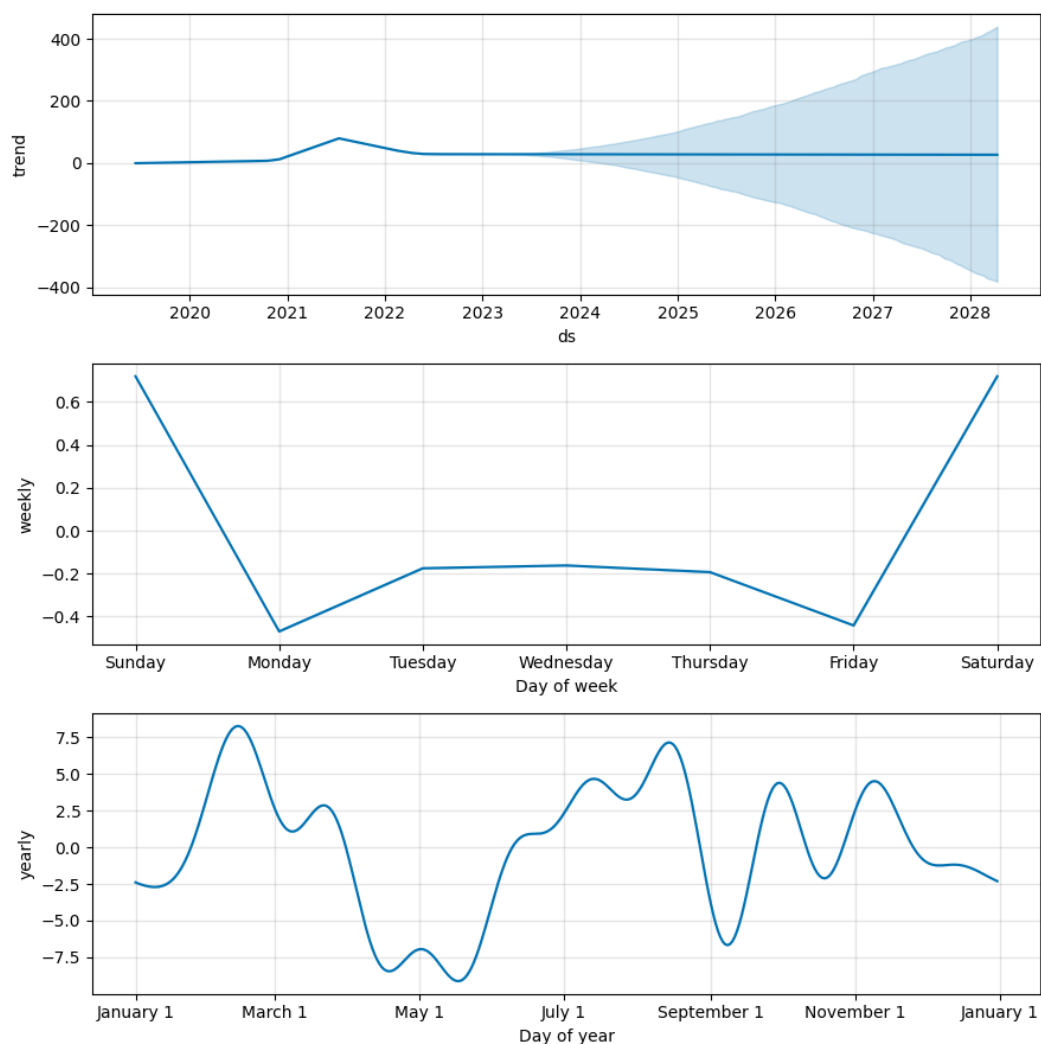 400
200
0
−200
−400
trend
2020 2021 2022 2023 2024 2025 2026 2027 2028
ds
0.6
0.4
0.2
0.0
−0.2
−0.4
weekly
Sunday Monday Tuesday Wednesday Thursday Friday Saturday
Day of week
7.5
5.0
2.5
0.0
−2.5
−5.0
−7.5
yearly
January 1 March 1 May 1 July 1 September 1 November 1 January 1
Day of year